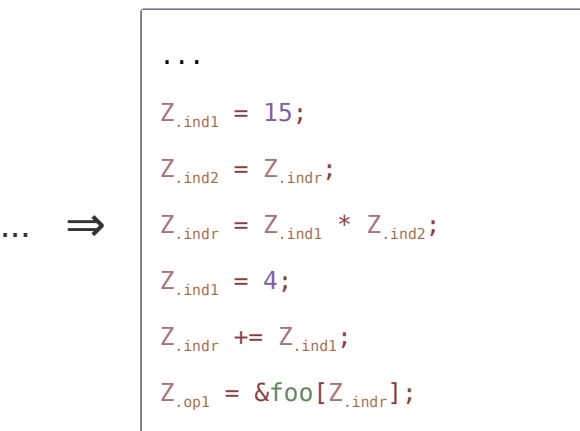 ...
Z.ind1 = 15;
Z.ind2 = Z.indr;
... ⇒ Z.indr = Z.ind1 * Z.ind2;
Z.ind1 = 4;
Z.indr += Z.ind1;
Z.op1 = &foo[Z.indr];